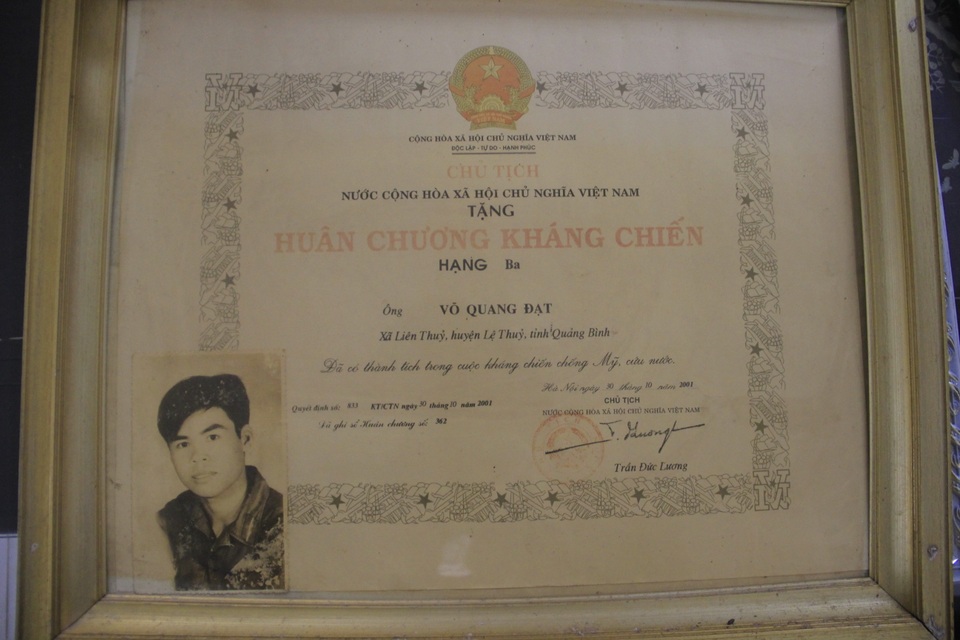 CỘNG HÒA XÃ HỘI CHỦ NGHĨA VIỆT NAM
ĐỘC LẬP - TỰ DO - HẠNH PHÚC
CHỦ TỊCH
NƯỚC CỘNG HÒA XÃ HỘI CHỦ NGHĨA VIỆT NAM
TẶNG
HUÂN CHƯƠNG KHÁNG CHIẾN
HẠNG Ba
Ông VÕ QUANG ĐẠT
Xã Liên Thuỷ, huyện Lệ Thuỷ, tỉnh Quảng Bình
Đã có thành tích trong cuộc kháng chiến chống Mỹ, cứu nước.
Hà Nội ngày 10 tháng 10 năm 2001
CHỦ TỊCH
NƯỚC CỘNG HÒA XÃ HỘI CHỦ NGHĨA VIỆT NAM
Quyết định số: KT/CTN ngày 10 tháng 10 năm 2001
Đã ghi sổ Huân chương số: 362
Trần Đức Lương